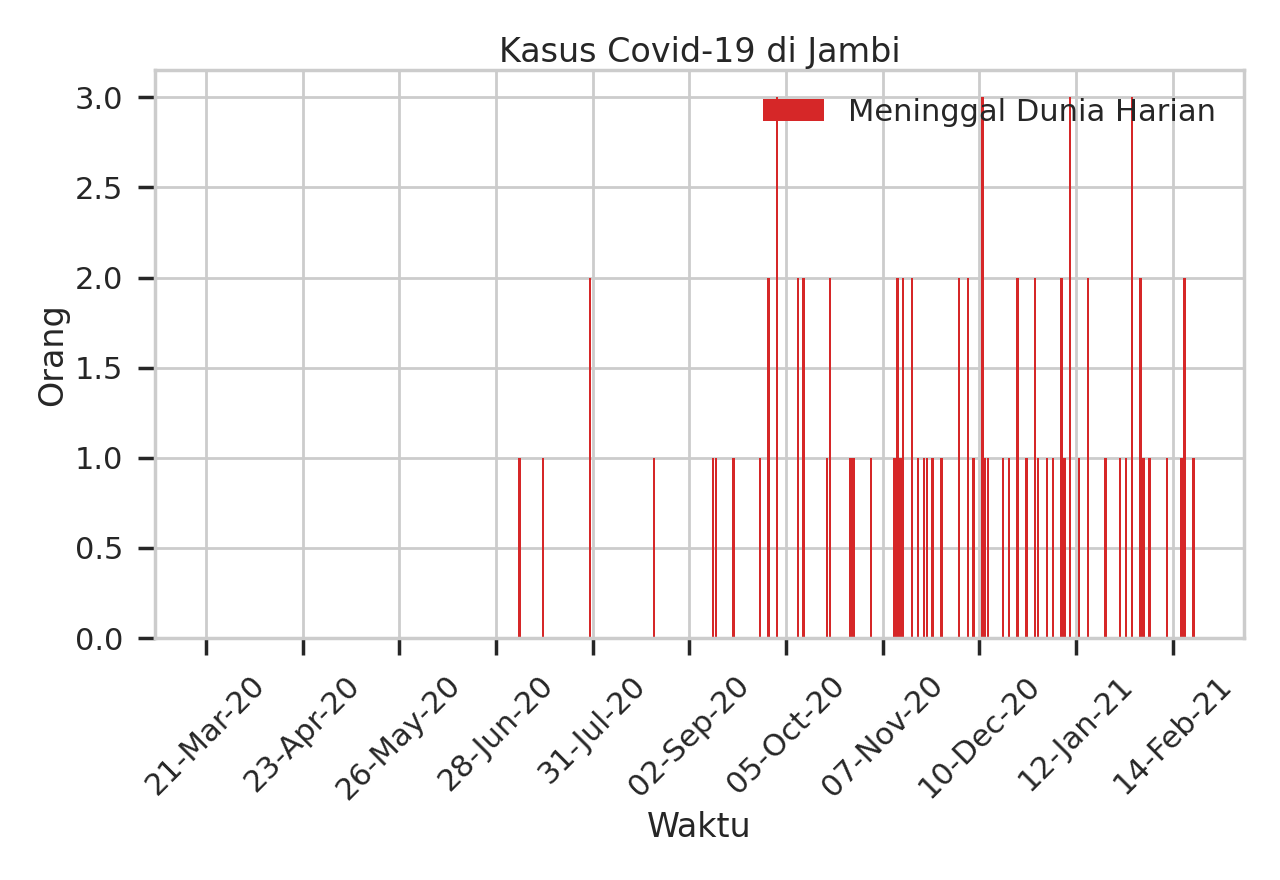 Kasus Covid-19 di Jambi
Meninggal Dunia Harian
Orang
3.0
2.5
2.0
1.5
1.0
0.5
0.0
21-Mar-20
23-Apr-20
26-May-20
28-Jun-20
31-Jul-20
02-Sep-20
05-Oct-20
07-Nov-20
10-Dec-20
12-Jan-21
14-Feb-21
Waktu